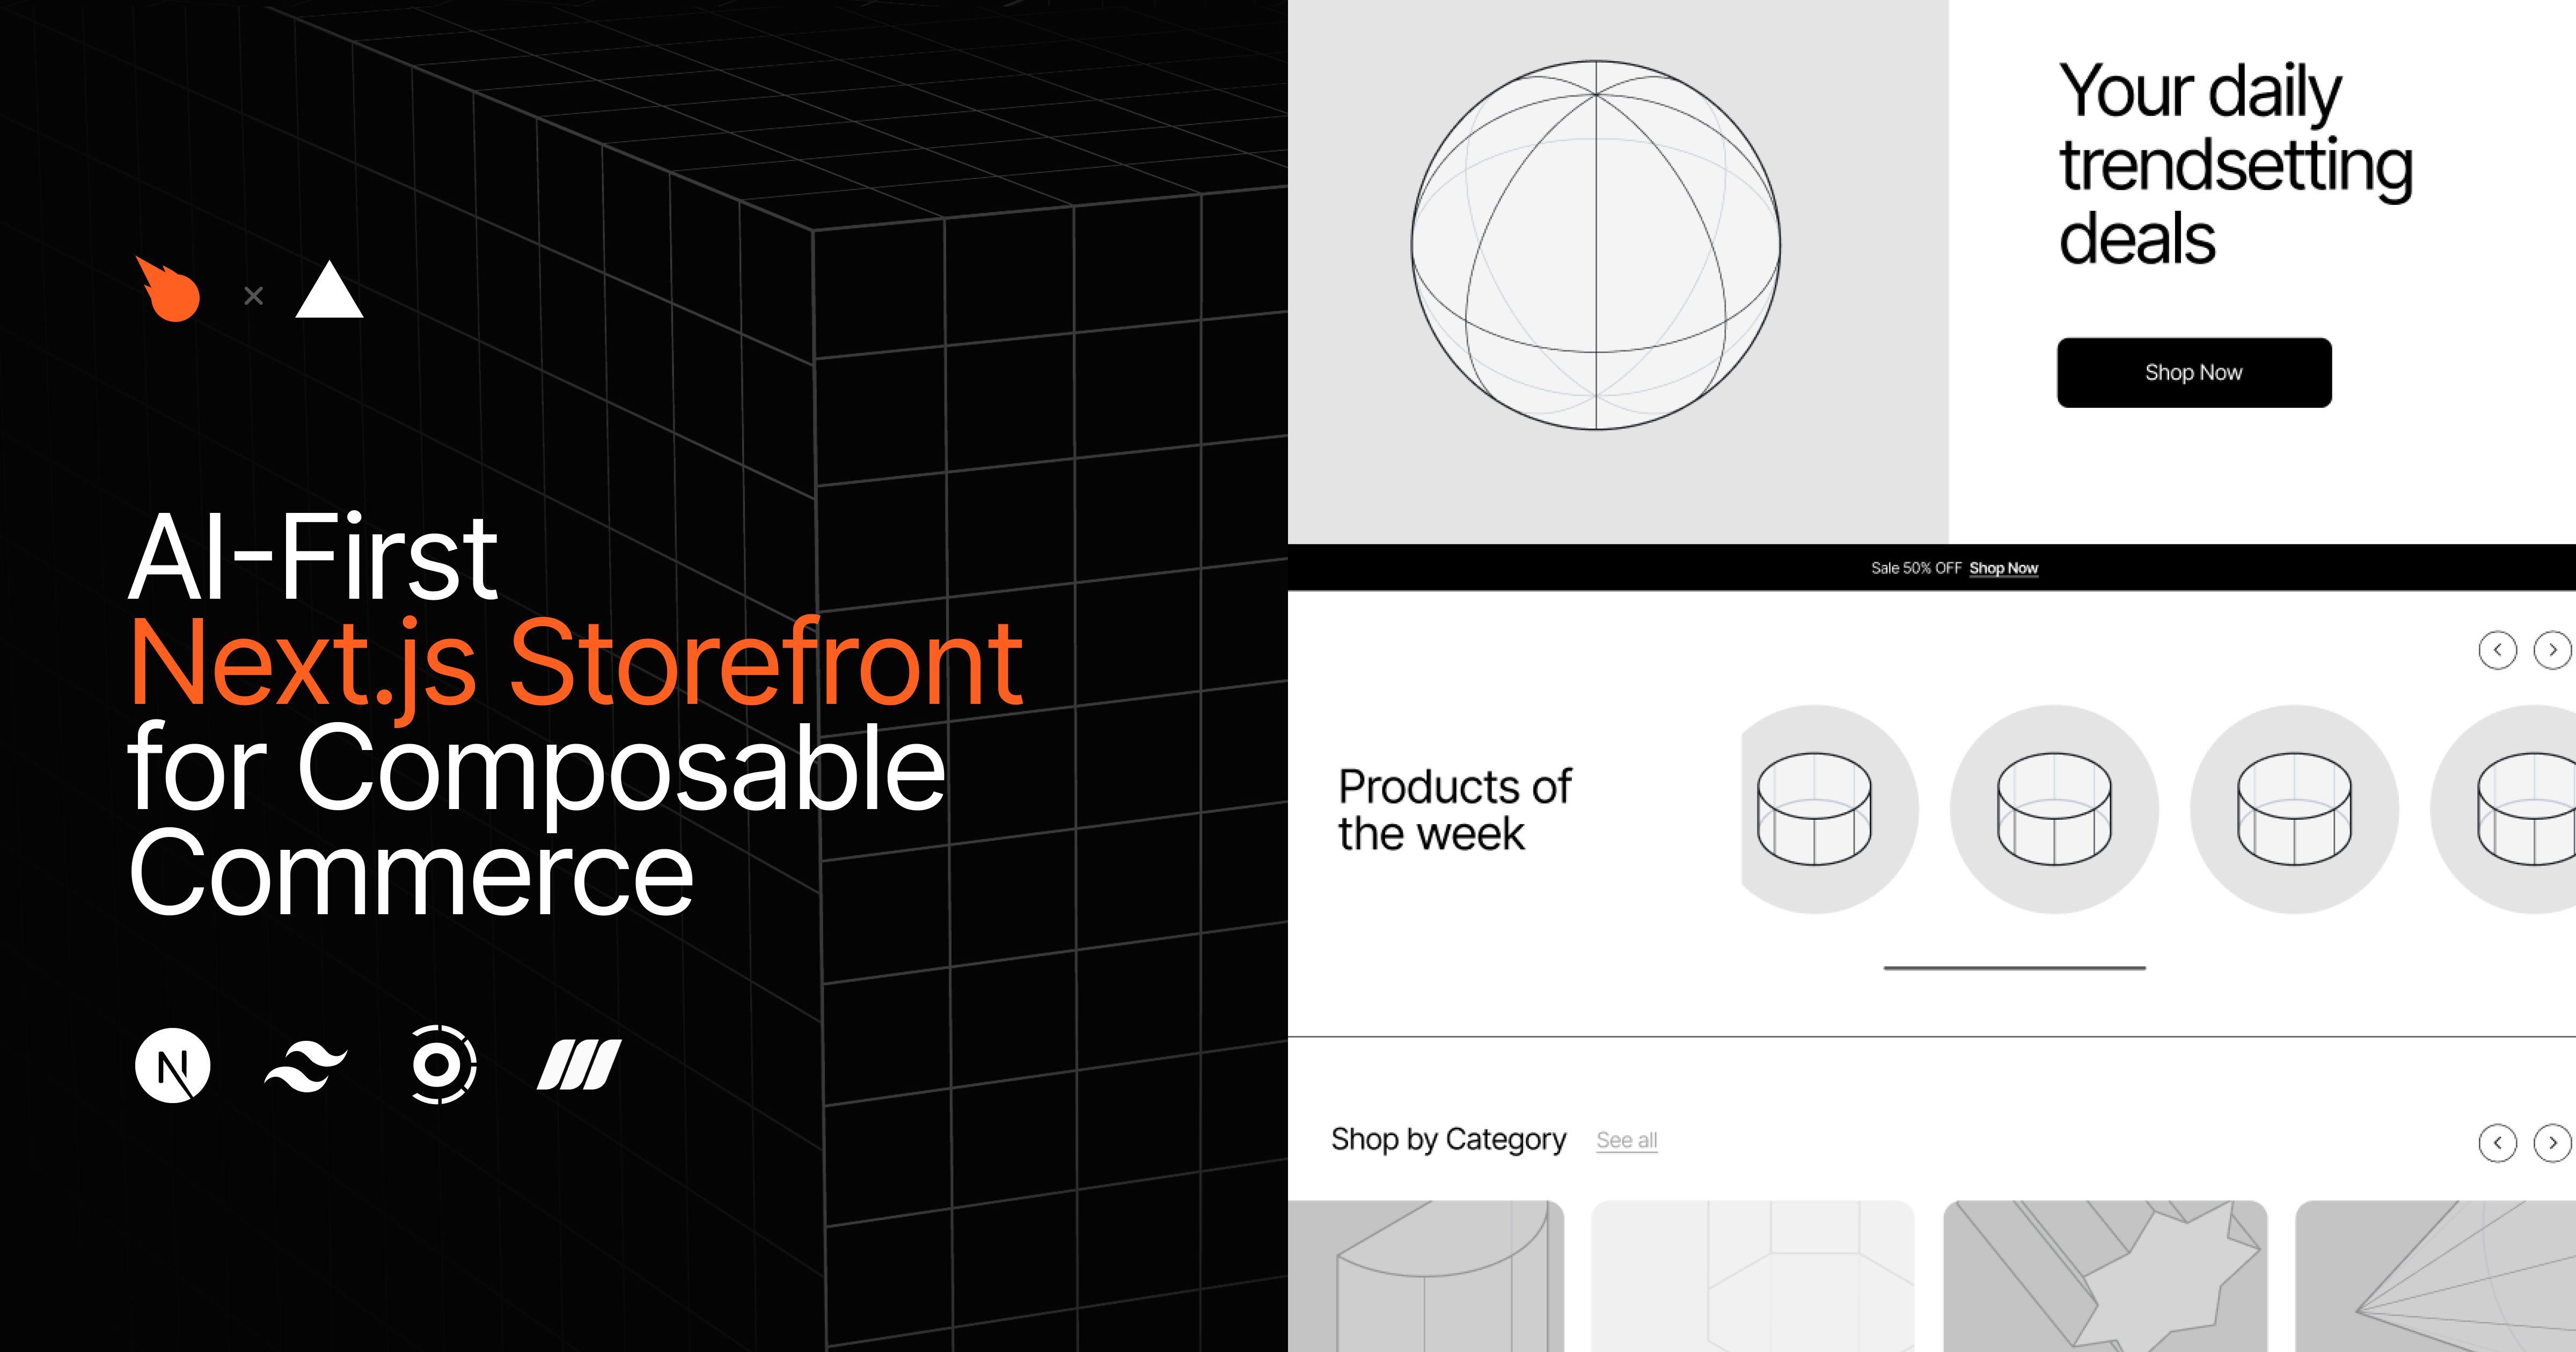 AI-First
Next.js Storefront
for Composable
Commerce
N
Your daily
trendsetting
deals
Shop Now
Sale 50% OFF Shop Now
Products of
the week
Shop by Category See all